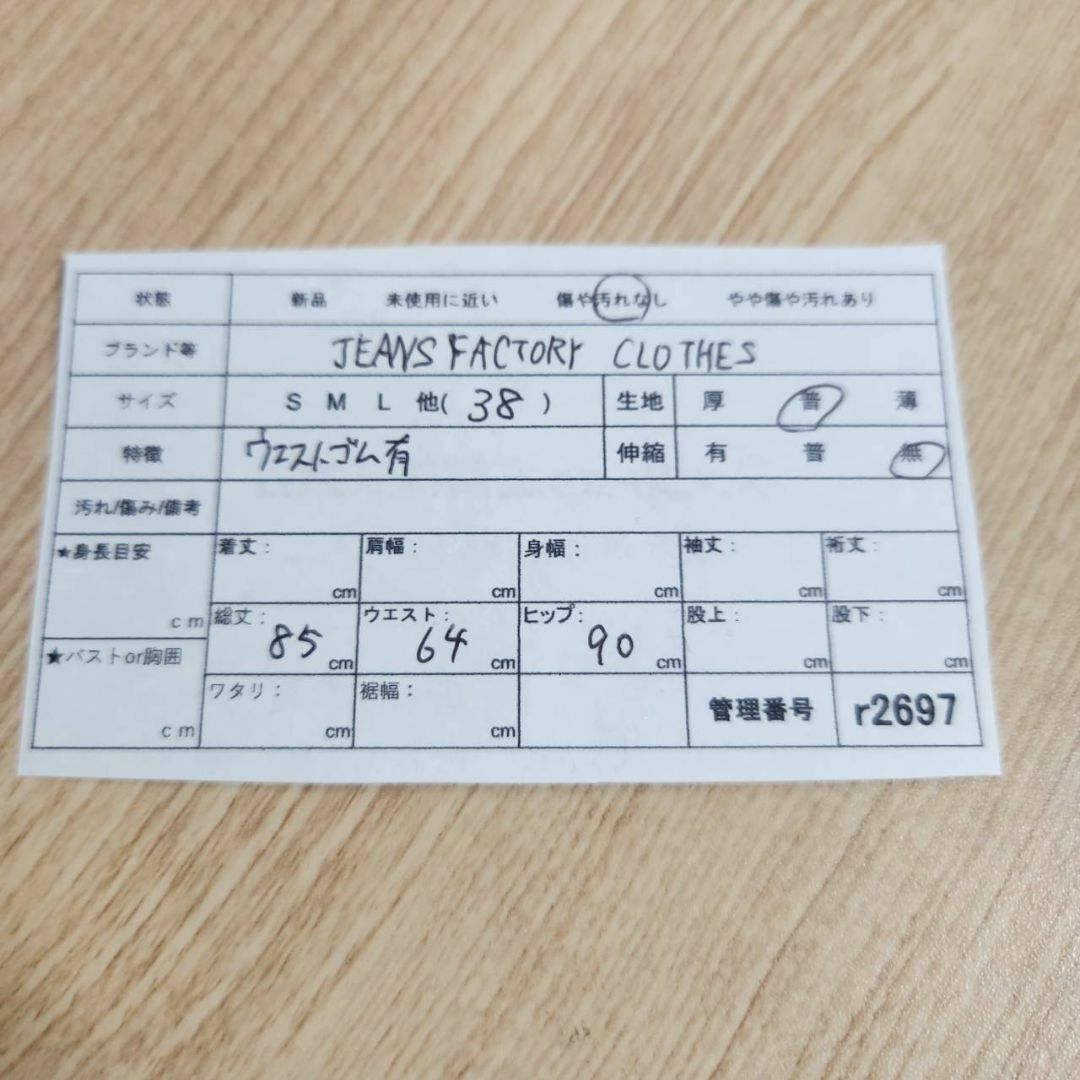 状態 新品 未使用に近い 傷や汚れなし やや傷や汚れあり
ブランド等 JEANS FACTORY CLOTHES
サイズ S M L 他( 38 ) 生地 厚 普 薄
特徴 ウエストゴム有 伸縮 有 普 無
汚れ/傷み/備考
★身長目安 cm 着丈: cm 肩幅: cm 身幅: cm 袖丈: cm 裄丈: cm
総丈: 85 cm ウエスト: 64 cm ヒップ: 90 cm 股上: cm 股下: cm
★バストor胸囲 cm ワタリ: cm 裾幅: cm 管理番号 r2697